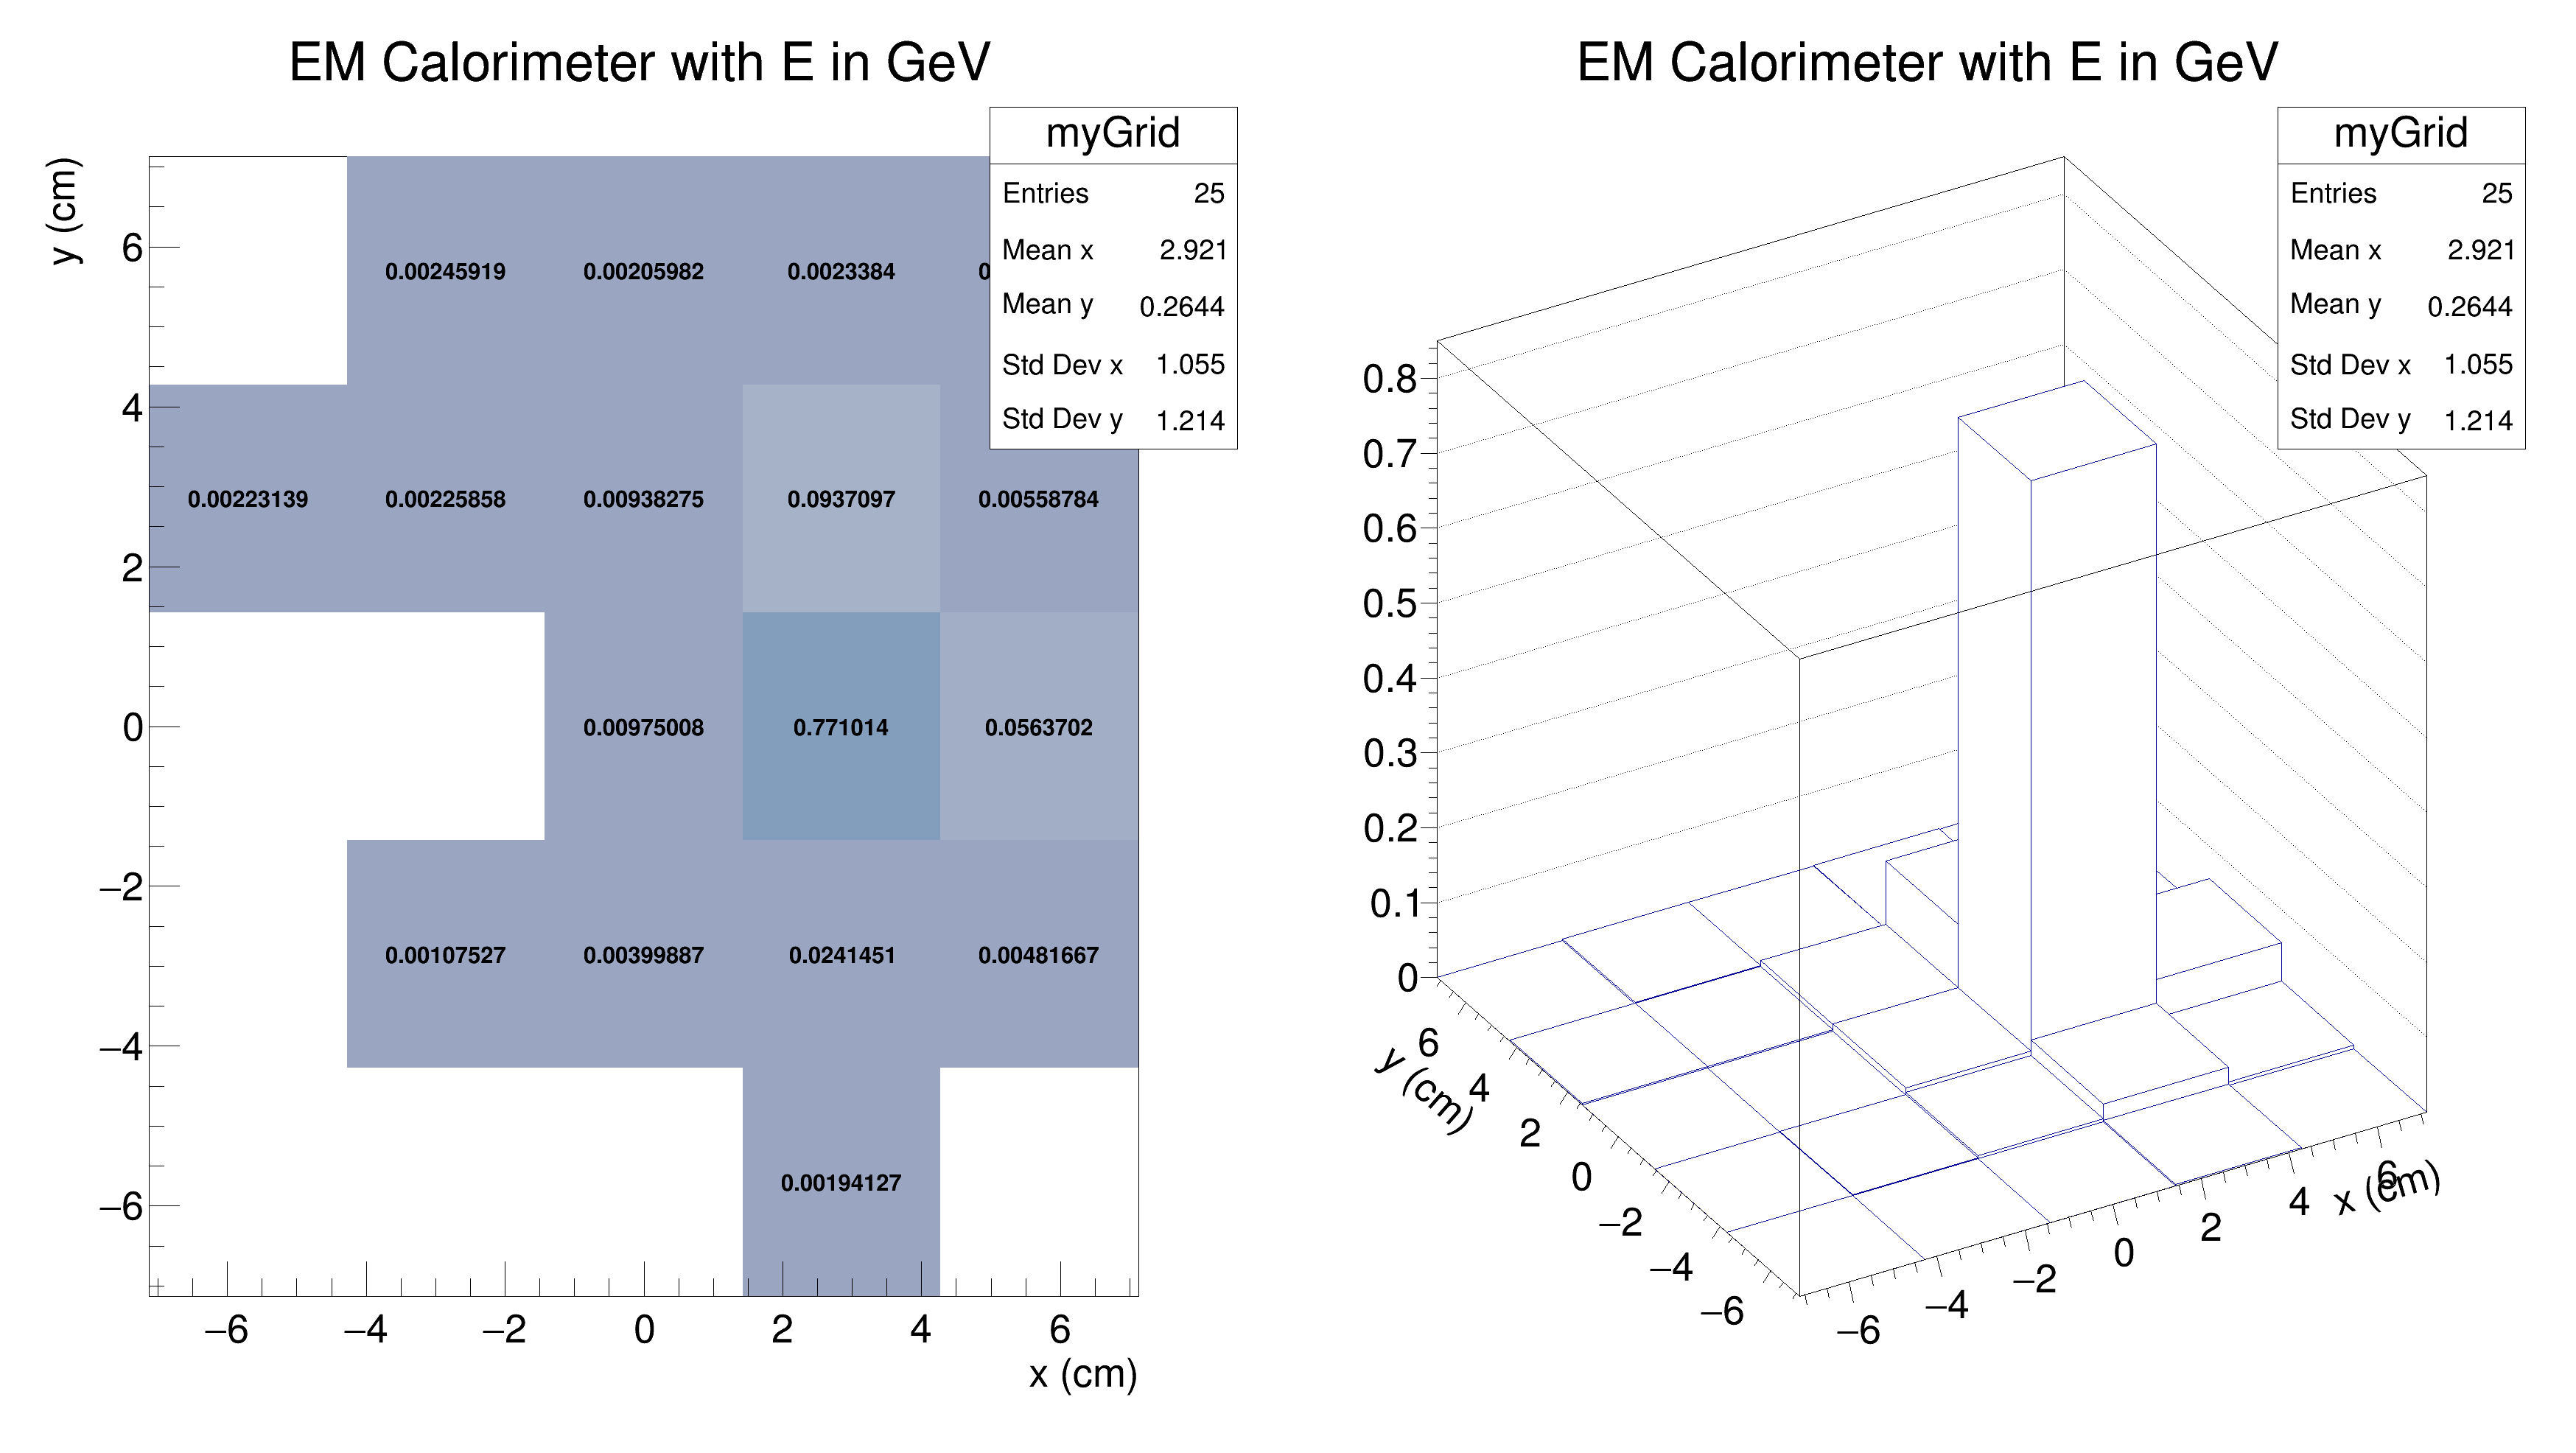 EM Calorimeter with E in GeV
myGrid
Entries 25
Mean x 2.921
Mean y 0.2644
Std Dev x 1.055
Std Dev y 1.214
y (cm)
6
4
2
0
−2
−4
−6
0.00245919 0.00205982 0.0023384
0.00223139 0.00225858 0.00938275 0.0937097 0.00558784
0.00975008 0.771014 0.0563702
0.00107527 0.00399887 0.0241451 0.00481667
0.00194127
−6 −4 −2 0 2 4 6
x (cm)
EM Calorimeter with E in GeV
myGrid
Entries 25
Mean x 2.921
Mean y 0.2644
Std Dev x 1.055
Std Dev y 1.214
0.8
0.7
0.6
0.5
0.4
0.3
0.2
0.1
0
6
4
2
0
−2
−4
−6
y (cm)
−6 −4 −2 0 2 4 6
x (cm)